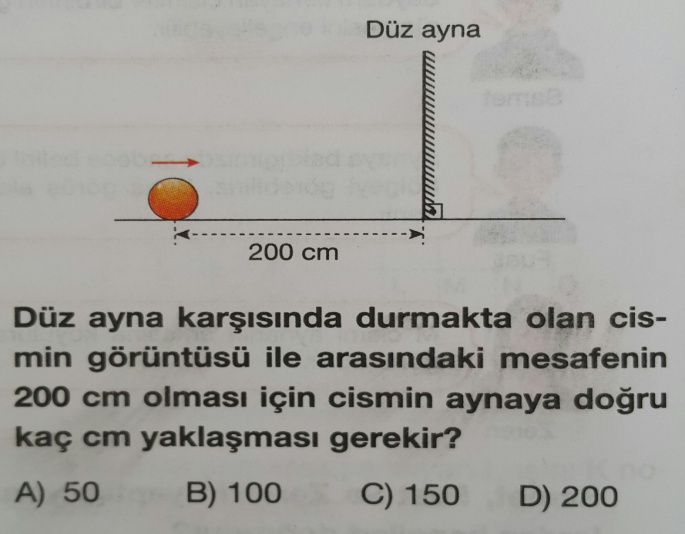 Düz ayna
200 cm
Düz ayna karşısında durmakta olan cis-
min görüntüsü ile arasındaki mesafenin
200 cm olması için cismin aynaya doğru
kaç cm yaklaşması gerekir?
A) 50 B) 100 C) 150 D) 200